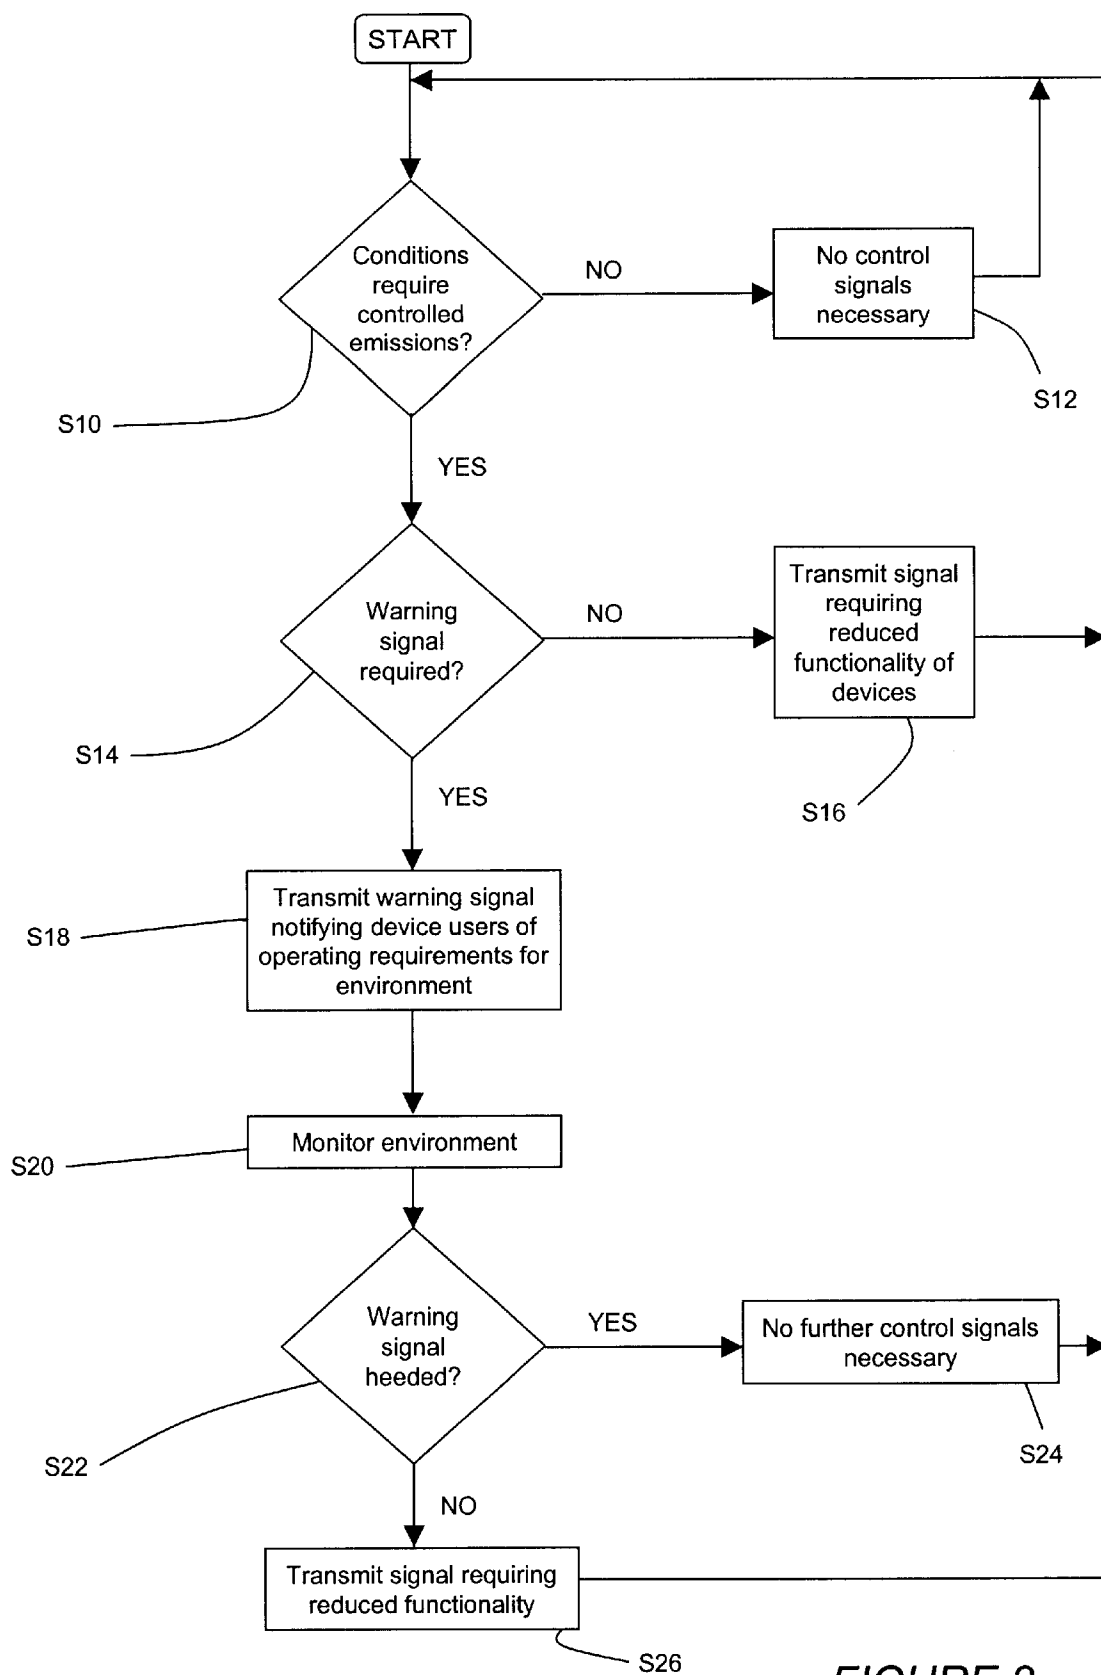 START
Conditions
require
controlled
emissions?
NO
No control
signals
necessary
S10
S12
YES
Warning
signal
required?
NO
Transmit signal
requiring
reduced
functionality of
devices
S14
S16
YES
Transmit warning signal
notifying device users of
operating requirements for
environment
S18
Monitor environment
S20
Warning
signal
heeded?
YES
No further control signals
necessary
S22
S24
NO
Transmit signal requiring
reduced functionality
S26